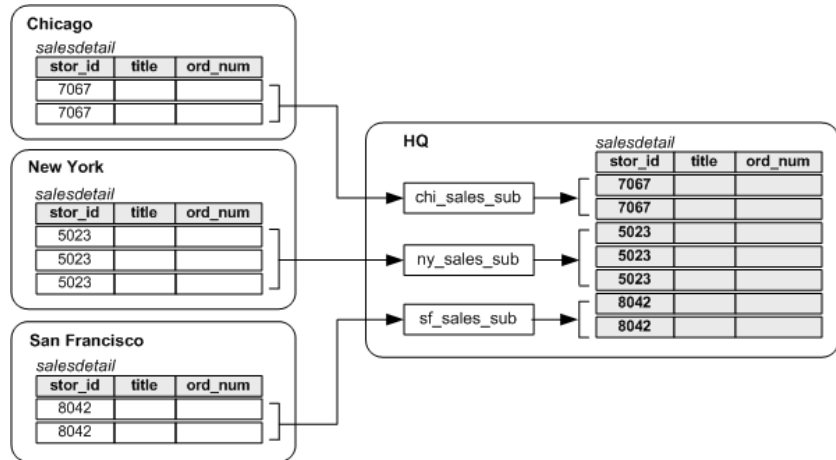 Chicago
salesdetail
stor_id title ord_num
7067
7067
New York
salesdetail
stor_id title ord_num
5023
5023
5023
San Francisco
salesdetail
stor_id title ord_num
8042
8042
HQ
chi_sales_sub
ny_sales_sub
sf_sales_sub
salesdetail
stor_id title ord_num
7067
7067
5023
5023
5023
8042
8042